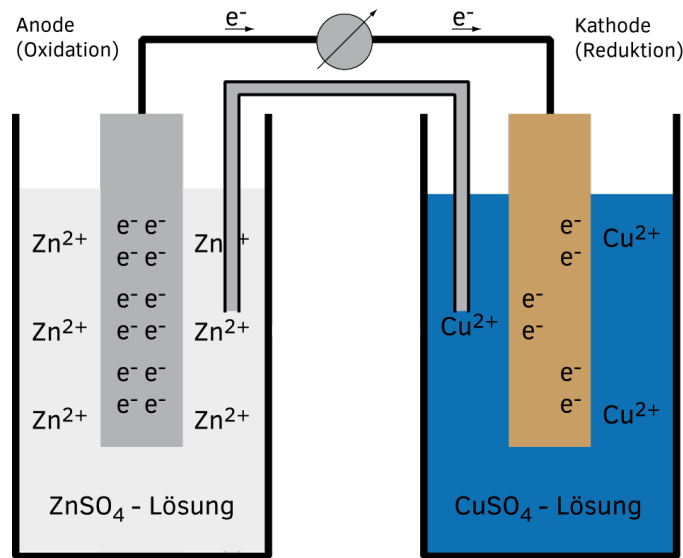 Anode
(Oxidation)
e⁻
e⁻
Kathode
(Reduktion)
Zn²⁺
e⁻ e⁻
e⁻ e⁻
Zn²⁺
Zn²⁺
e⁻ e⁻
e⁻ e⁻
Zn²⁺
Zn²⁺
e⁻ e⁻
e⁻ e⁻
Zn²⁺
ZnSO₄ - Lösung
e⁻
e⁻
Cu²⁺
Cu²⁺
e⁻
e⁻
e⁻
e⁻
Cu²⁺
CuSO₄ - Lösung